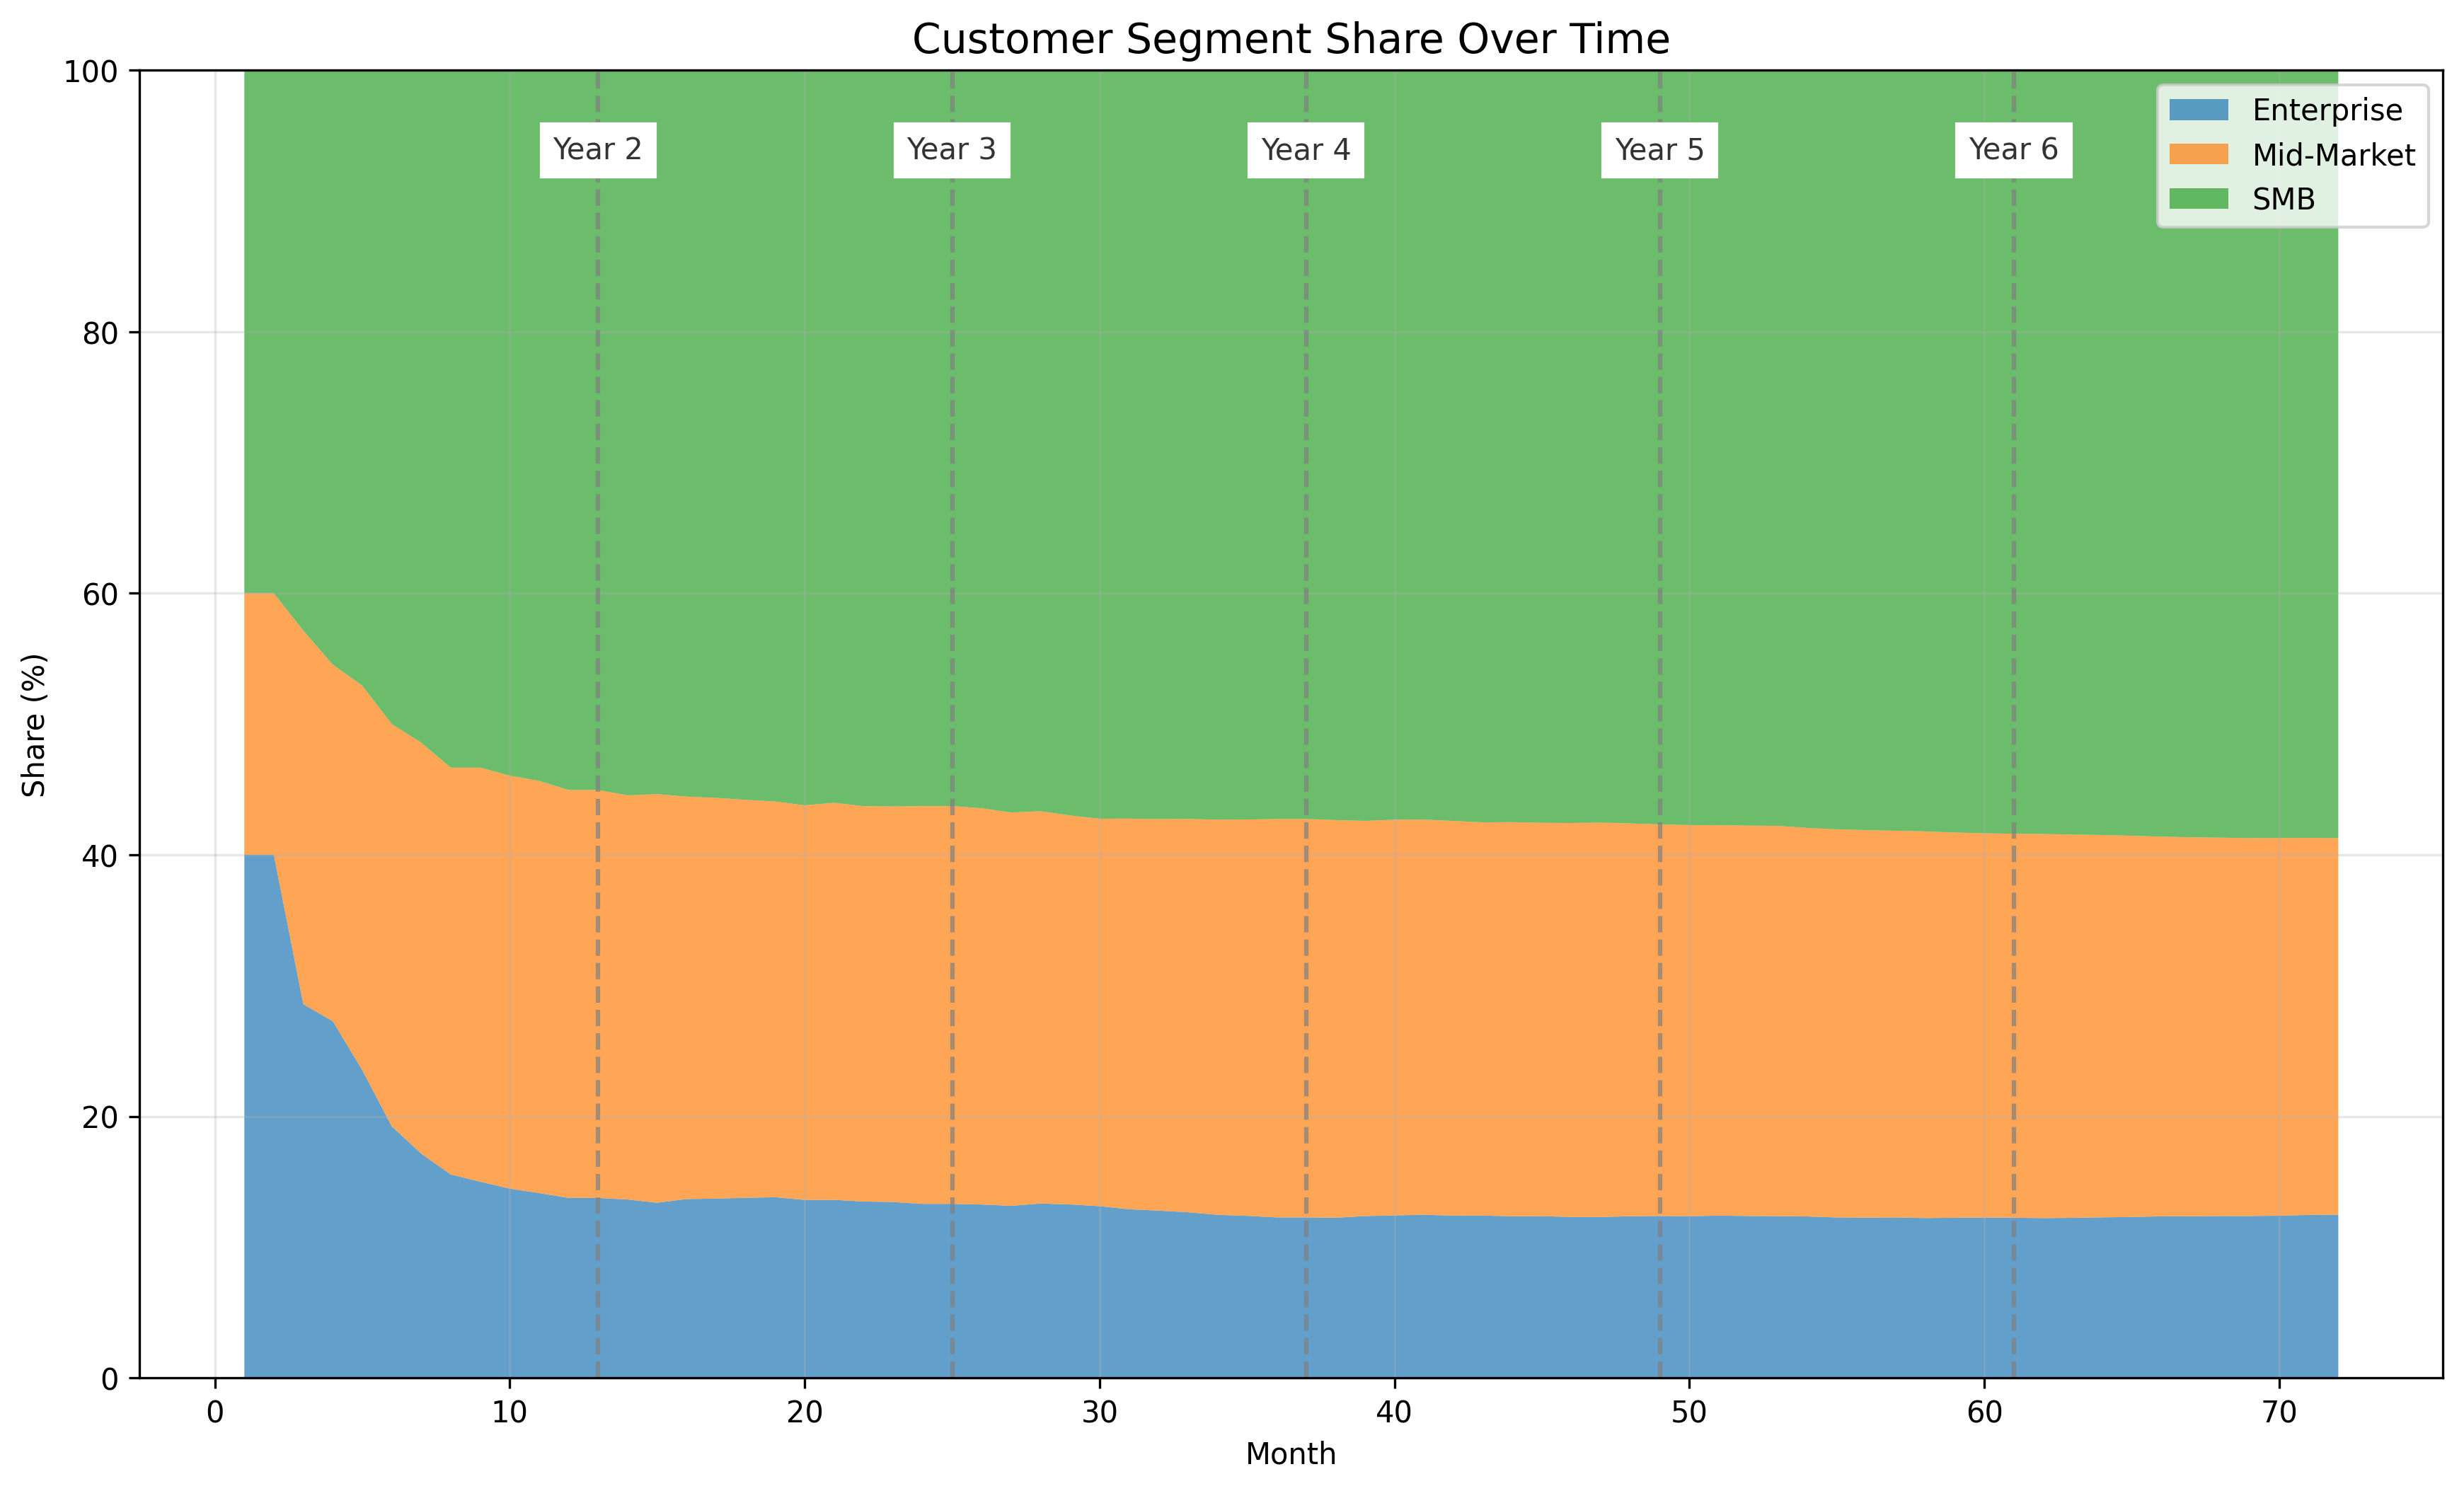 Customer Segment Share Over Time
100
80
60
40
20
0
Share (%)
Year 2
Year 3
Year 4
Year 5
Year 6
Enterprise
Mid-Market
SMB
0
10
20
30
40
50
60
70
Month